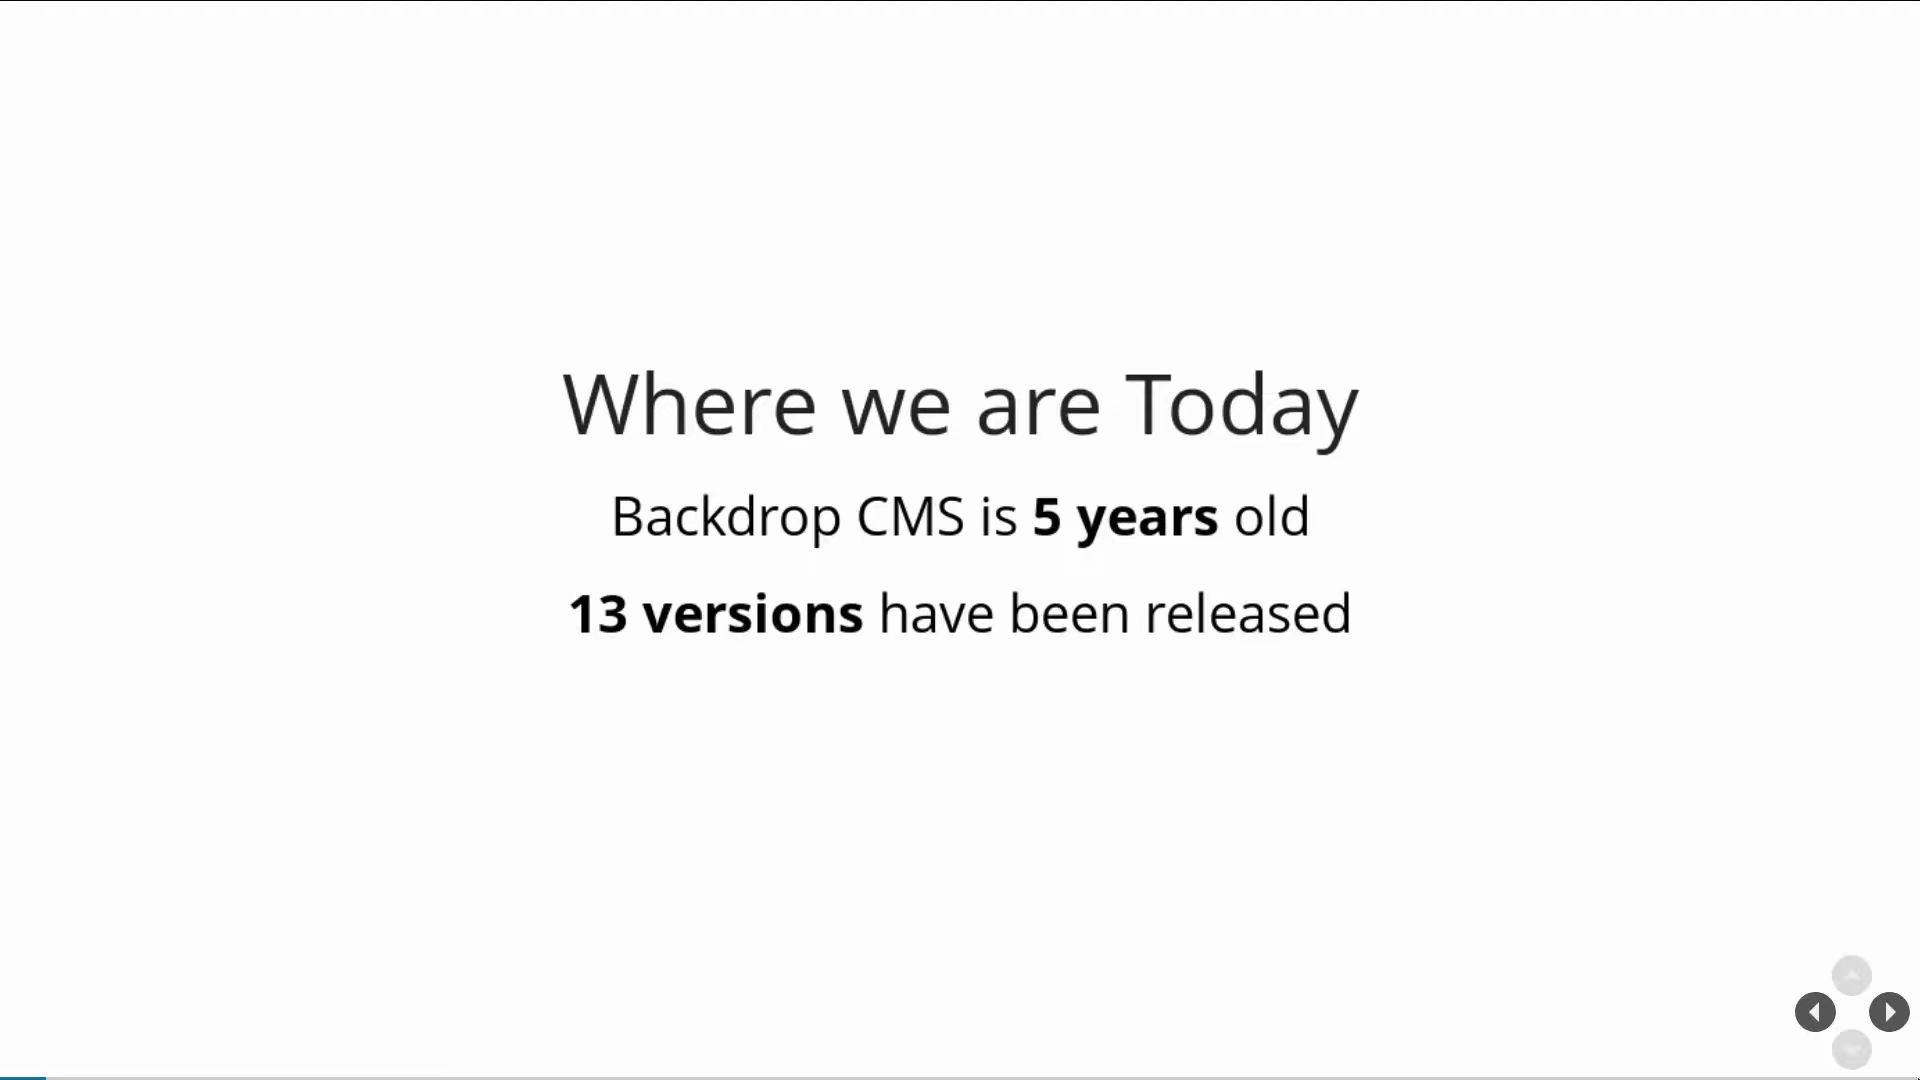 Where we are Today
Backdrop CMS is 5 years old
13 versions have been released